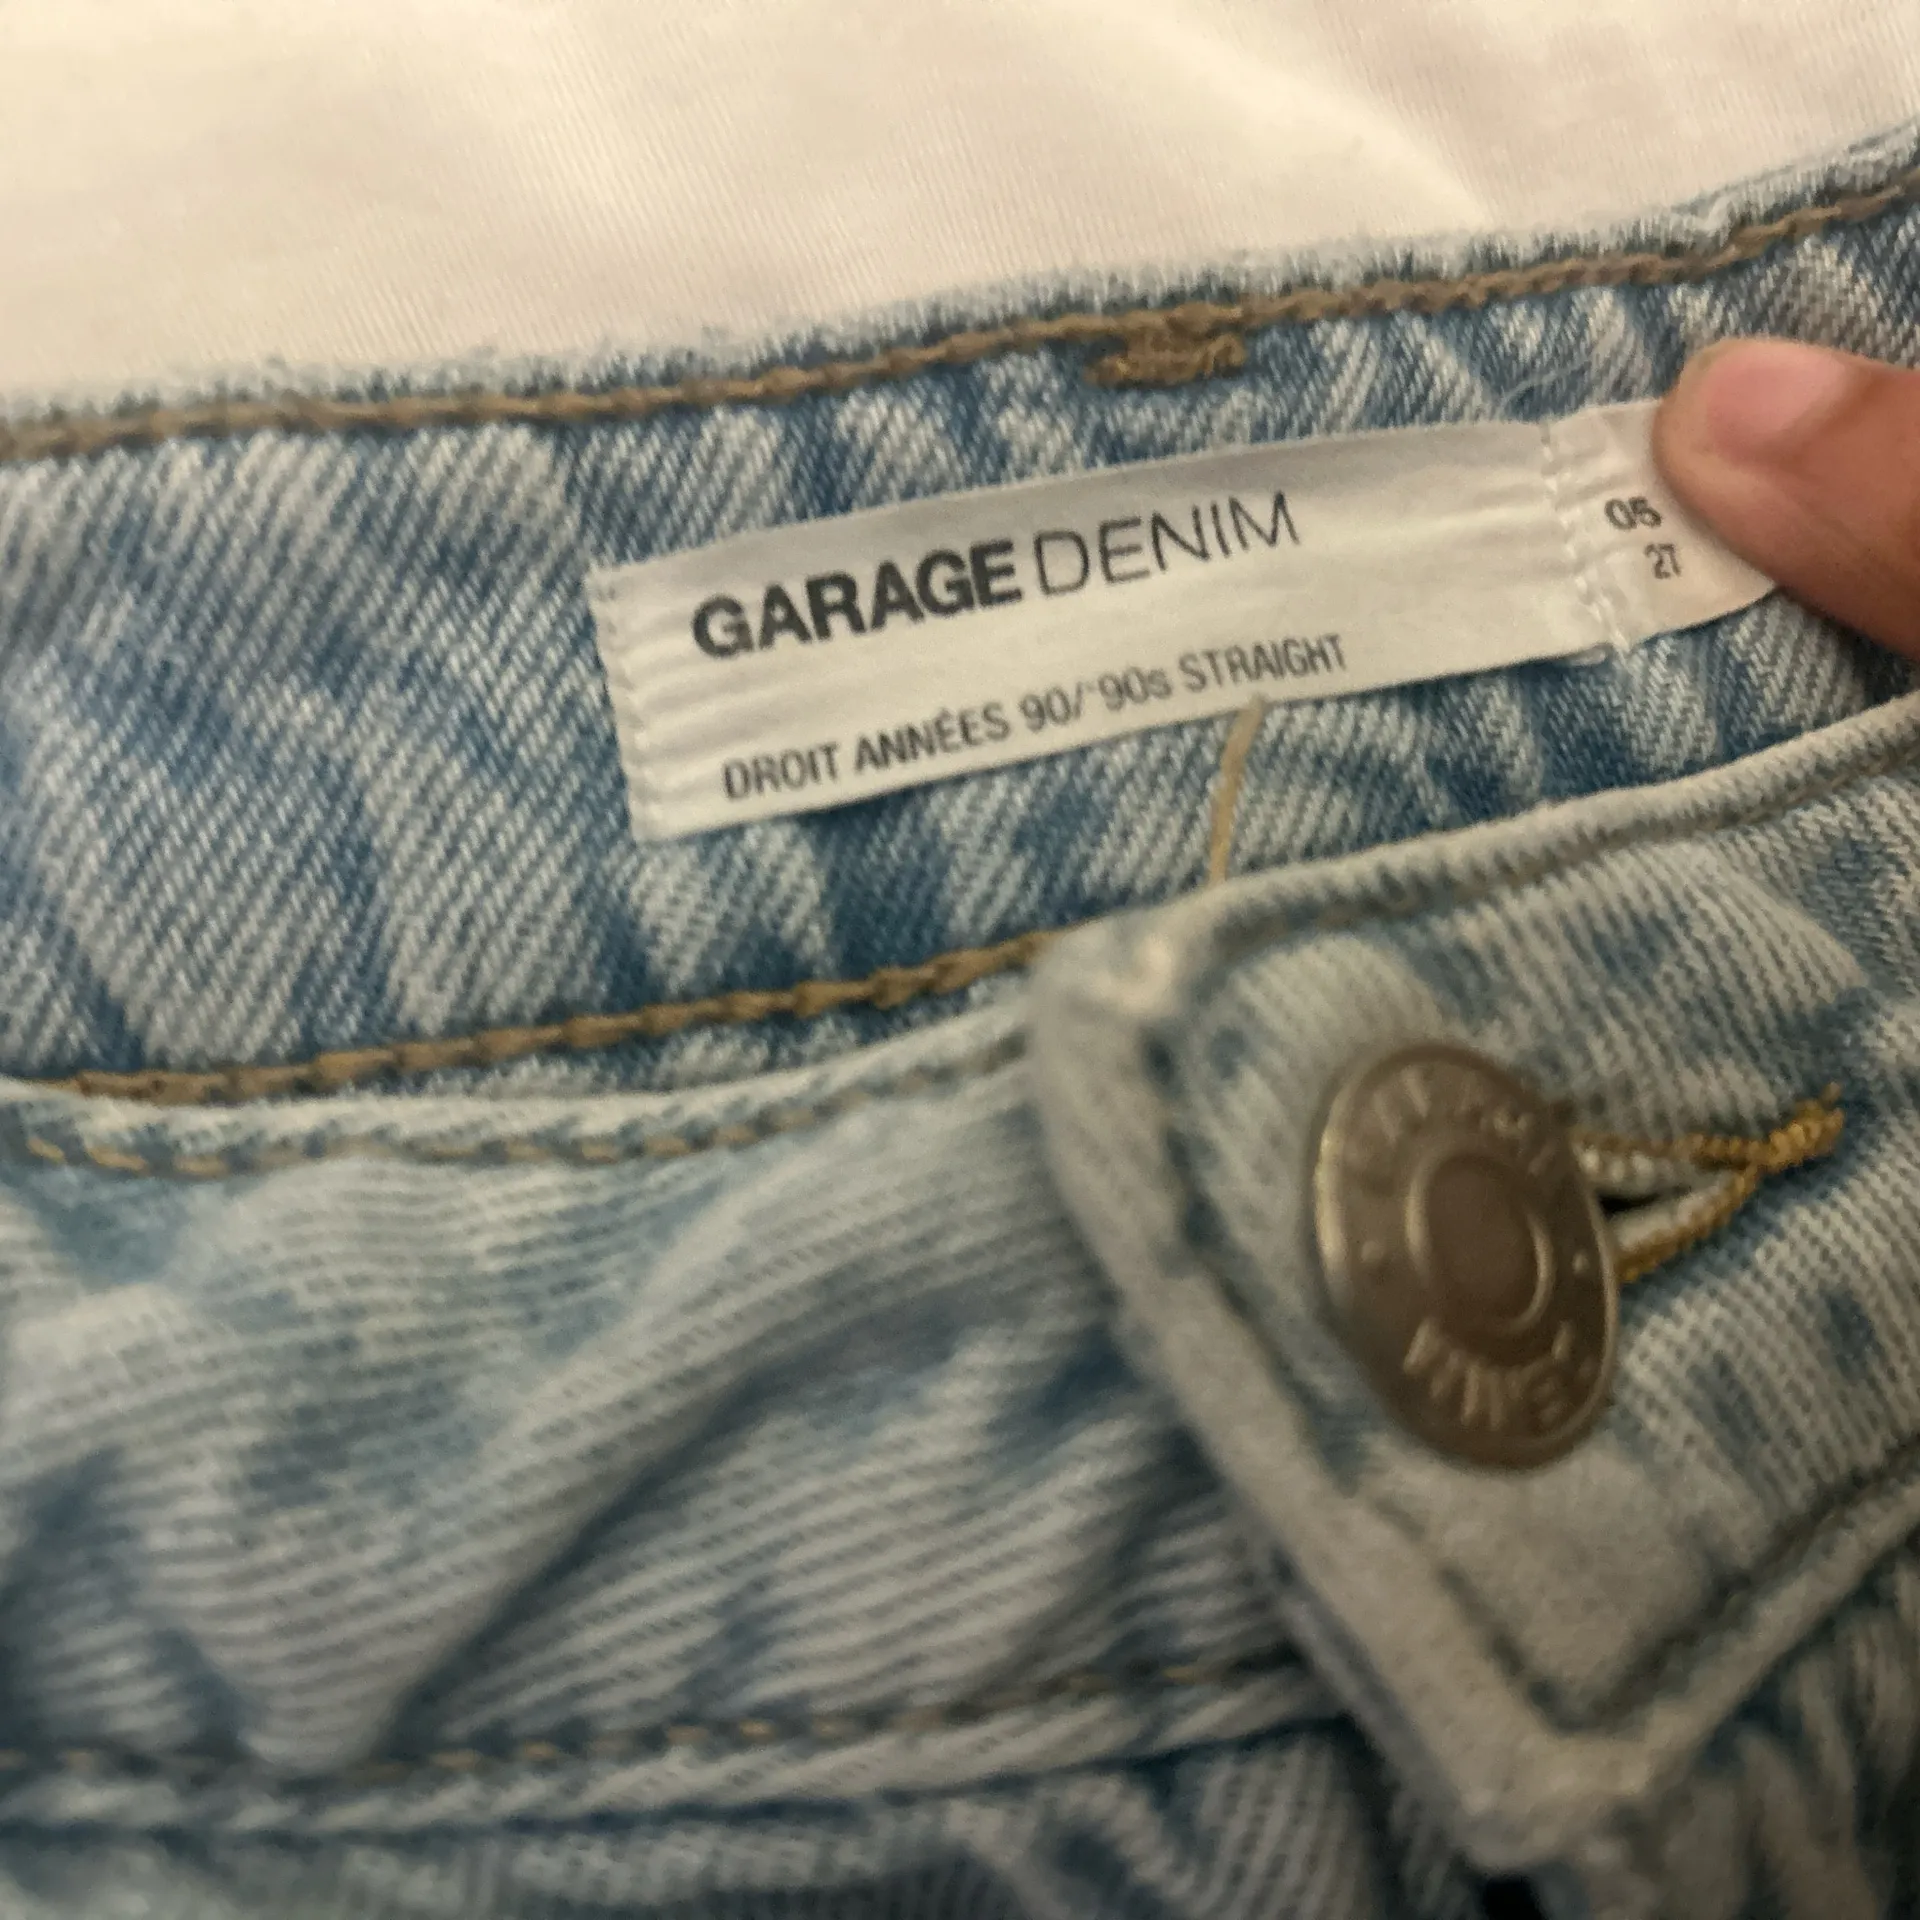 GARAGE DENIM
DROIT ANNÉES 90/'90s STRAIGHT
05
27